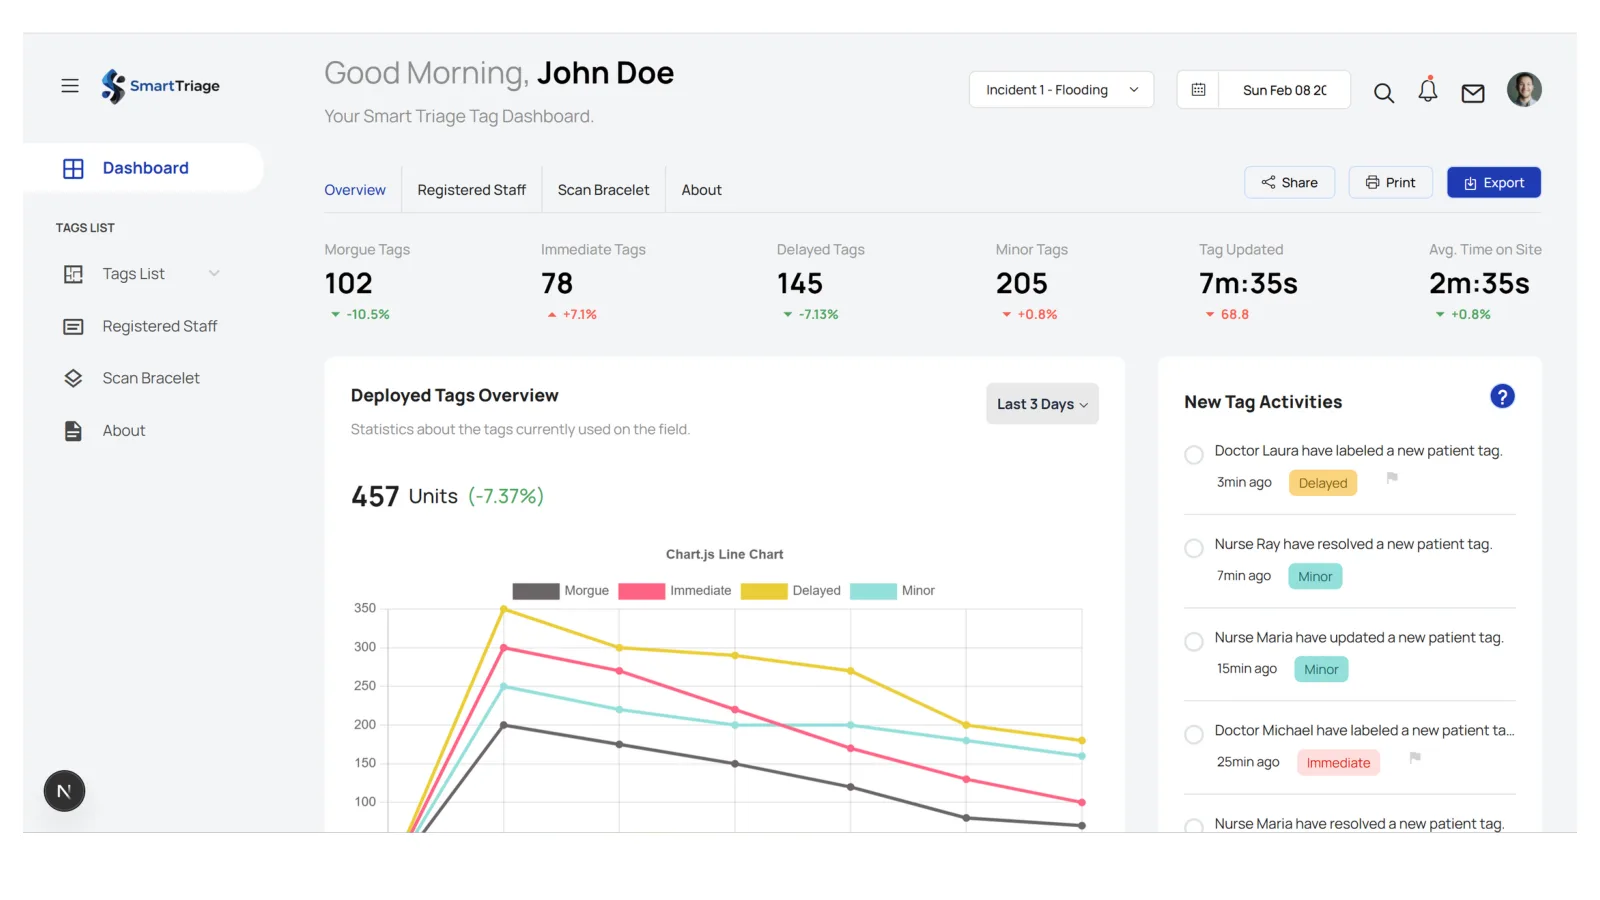 SmartTriage
Good Morning, John Doe
Your Smart Triage Tag Dashboard.
Incident 1 - Flooding
Sun Feb 08 20
Dashboard
TAGS LIST
Tags List
Registered Staff
Scan Bracelet
About
Overview
Registered Staff
Scan Bracelet
About
Share
Print
Export
Morgue Tags
102
-10.5%
Immediate Tags
78
+7.1%
Delayed Tags
145
-7.13%
Minor Tags
205
+0.8%
Tag Updated
7m:35s
68.8
Avg. Time on Site
2m:35s
+0.8%
Deployed Tags Overview
Statistics about the tags currently used on the field.
Last 3 Days
457 Units (-7.37%)
Chart.js Line Chart
Morgue Immediate Delayed Minor
350
300
250
200
150
100
New Tag Activities
?
Doctor Laura have labeled a new patient tag.
3min ago Delayed
Nurse Ray have resolved a new patient tag.
7min ago Minor
Nurse Maria have updated a new patient tag.
15min ago Minor
Doctor Michael have labeled a new patient ta...
25min ago Immediate
Nurse Maria have resolved a new patient tag.
N